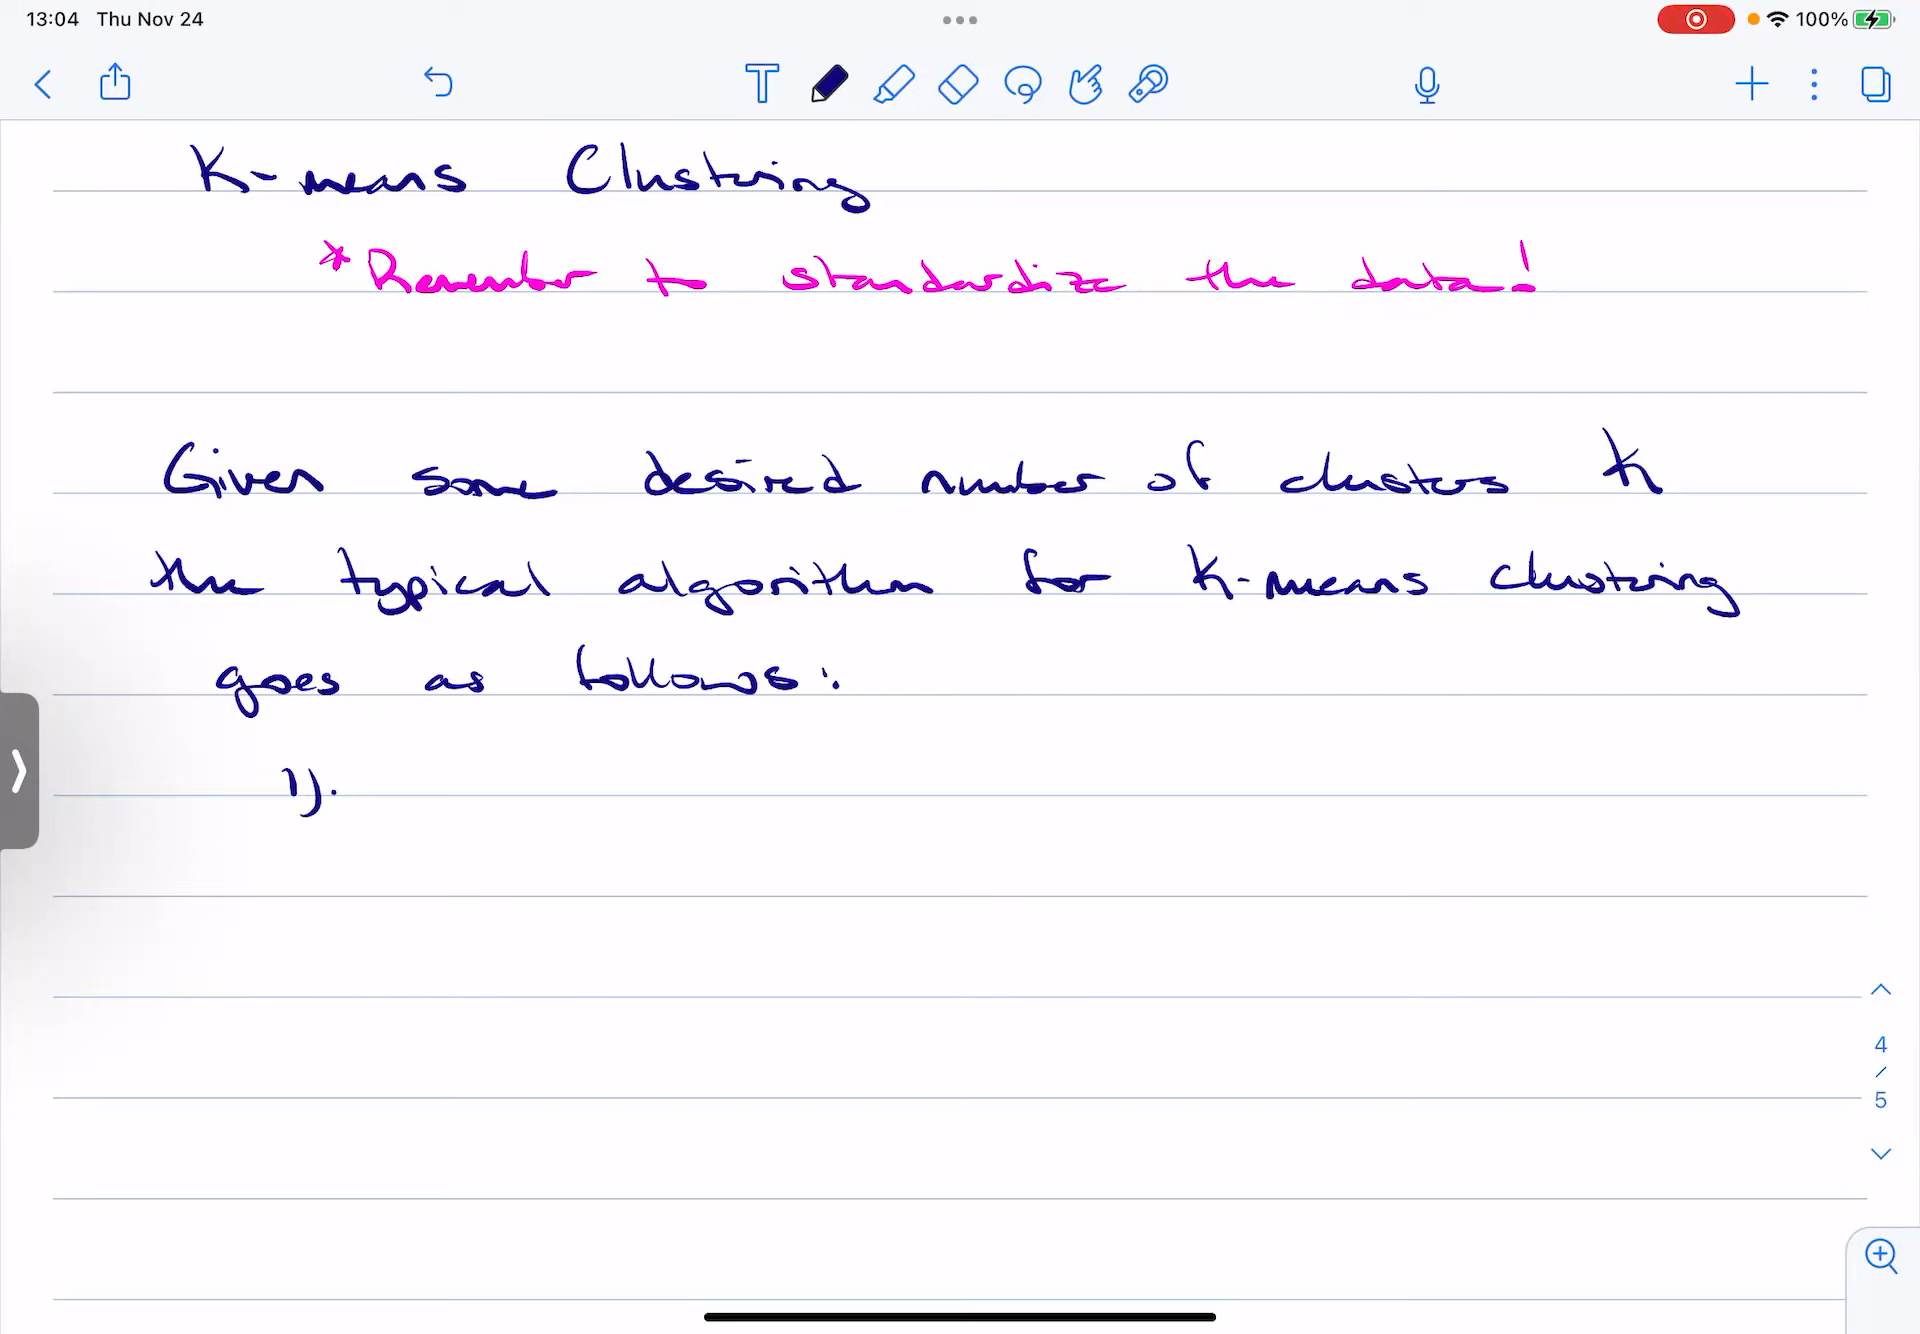 13:04 Thu Nov 24
100%
K-means Clustering
*Remember to standardize the data!
Given some desired number of clusters K
the typical algorithm for K-means clustering
goes as follows:
1).
4
/
5